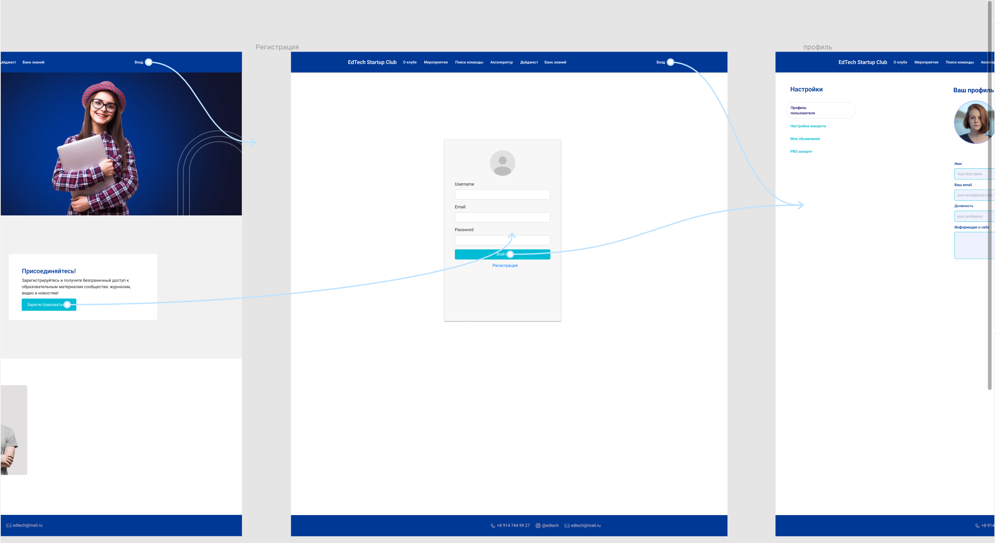 Регистрация
профиль
Банк знаний
Вход
Присоединяйтесь!
Зарегистрируйтесь и получите безграничный доступ к
образовательным материалам сообщества: журналам,
видео и новостям!
edtech@mail.ru
EdTech Startup Club О клубе Мероприятия Поиск команды Акселератор Дайджест Банк знаний Вход
Username
Email
Password
Регистрация
+8 914 744 99 27 @edtech edtech@mail.ru
EdTech Startup Club О клубе Мероприятия Поиск команды
Настройки
Профиль
пользователя
Настройки аккаунта
Мои объявления
PRO аккаунт
Ваш профиль
Имя
Your first name
Ваш email
your.email@mail.com
Должность
your profession
Информация о себе
+8 914